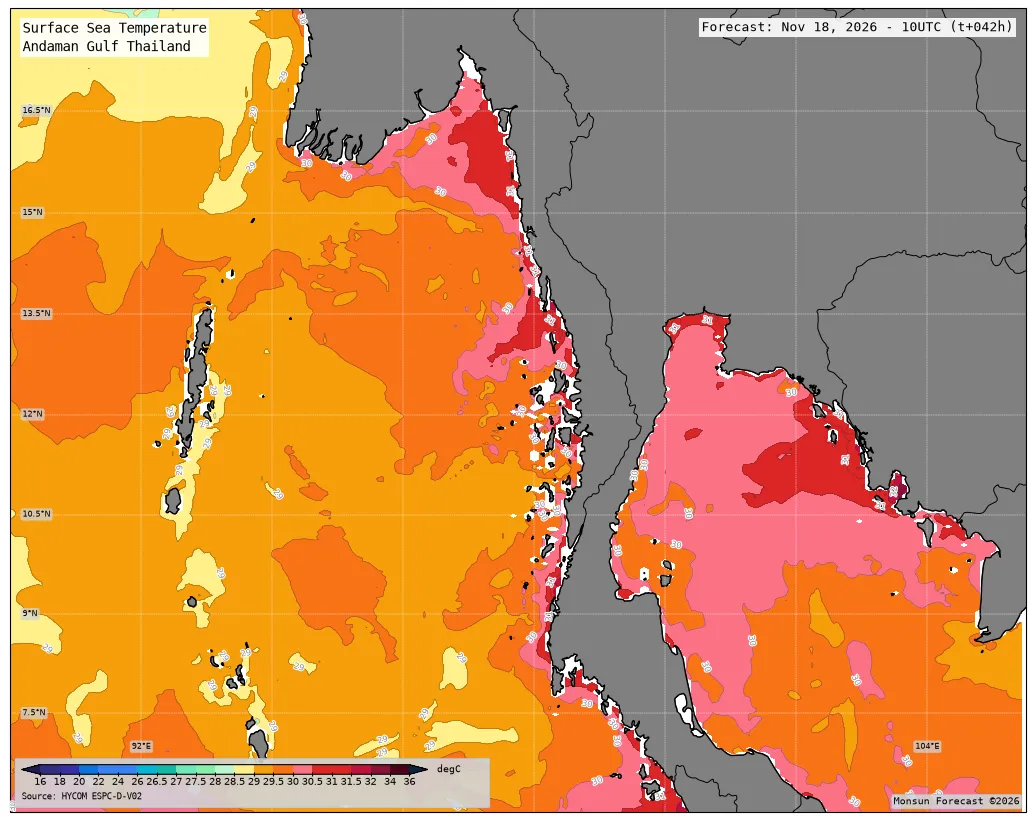 Surface Sea Temperature
Andaman Gulf Thailand
Forecast: Nov 18, 2026 - 10UTC (t+042h)
16.5°N
15°N
13.5°N
12°N
10.5°N
9°N
7.5°N
92°E
104°E
degC
16 18 20 22 24 26 26.5 27 27.5 28 28.5 29 29.5 30 30.5 31 31.5 32 34 36
Source: HYCOM ESPC-D-V02
Monsun Forecast ©2026